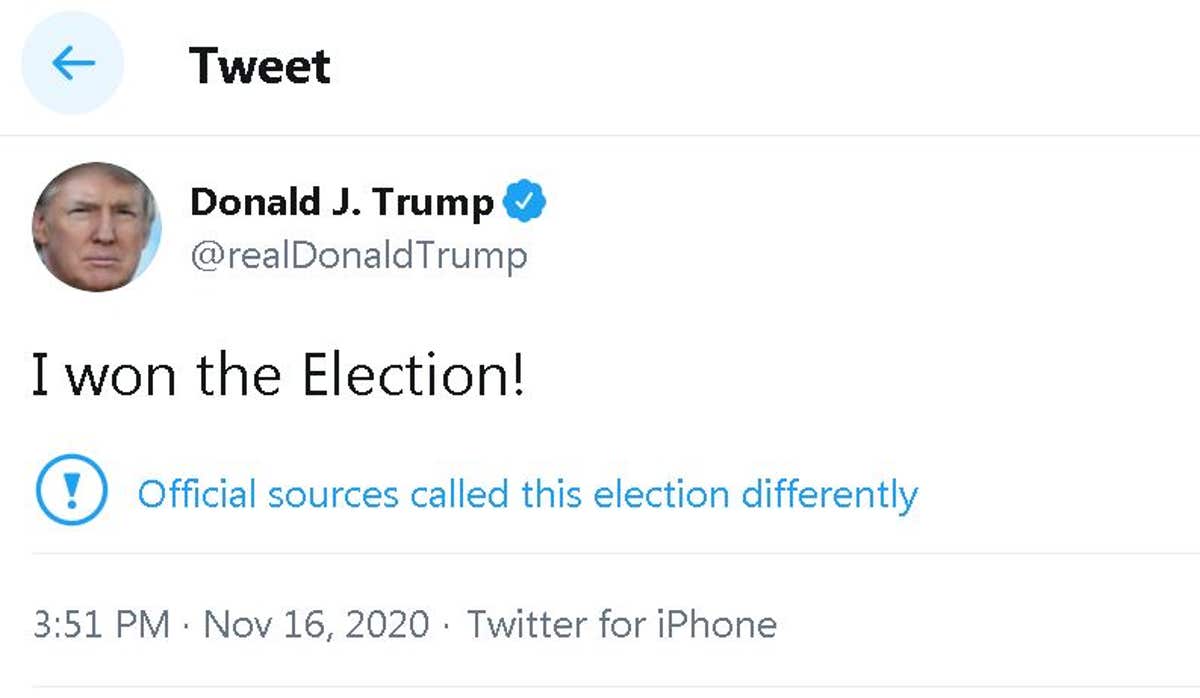 Tweet
Donald J. Trump
@realDonaldTrump
I won the Election!
Official sources called this election differently
3:51 PM · Nov 16, 2020 · Twitter for iPhone